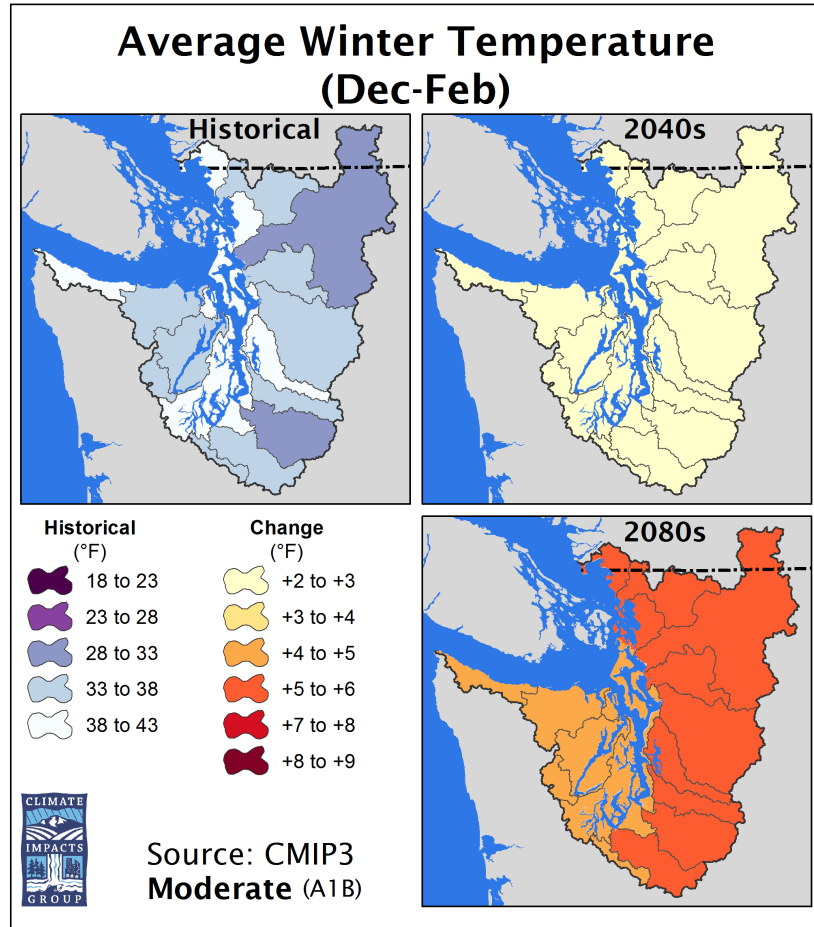 Average Winter Temperature
(Dec-Feb)
Historical
2040s
Historical
(°F)
18 to 23
23 to 28
28 to 33
33 to 38
38 to 43
Change
(°F)
+2 to +3
+3 to +4
+4 to +5
+5 to +6
+7 to +8
+8 to +9
2080s
CLIMATE
IMPACTS
GROUP
Source: CMIP3
Moderate (A1B)